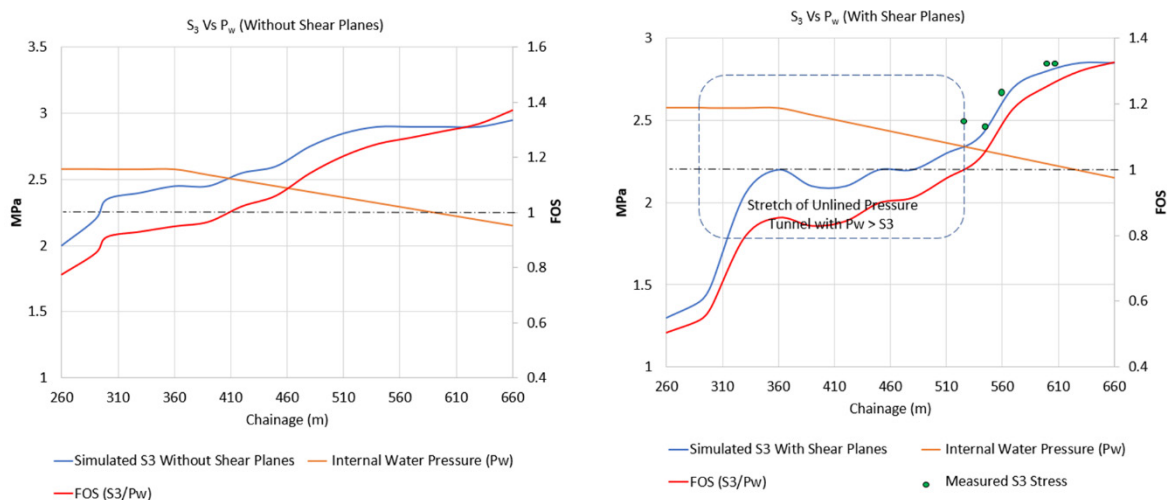 S3 Vs Pw (Without Shear Planes)
3.5
3
2.5
2
1.5
1
MPa
1.6
1.4
1.2
1
0.8
0.6
0.4
FOS
260 310 360 410 460 510 560 610 660
Chainage (m)
Simulated S3 Without Shear Planes
Internal Water Pressure (Pw)
FOS (S3/Pw)
S3 Vs Pw (With Shear Planes)
3
2.5
2
1.5
1
MPa
1.4
1.2
1
0.8
0.6
0.4
FOS
Stretch of Unlined Pressure
Tunnel with Pw > S3
260 310 360 410 460 510 560 610 660
Chainage (m)
Simulated S3 With Shear Planes
Internal Water Pressure (Pw)
FOS (S3/Pw)
Measured S3 Stress